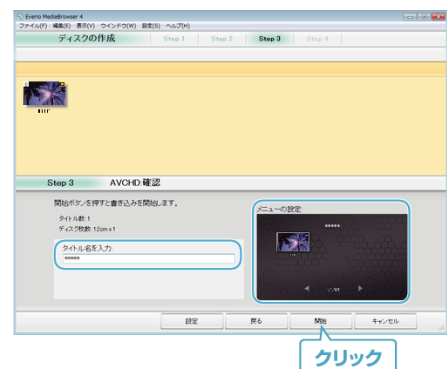 Everio MediaBrowser 4
ファイル(F) 編集(E) 表示(V) ウインドウ(W) 設定(S) ヘルプ(H)
ディスクの作成 Step 1 Step 2 Step 3 Step 4
Step 3 AVCHD:確認
開始ボタンを押すと書き込みを開始します。
タイトル数: 1
ディスク枚数: 12cm x 1
タイトル名を入力:
*****
メニューの設定:
*****
設定 戻る 開始 キャンセル
クリック